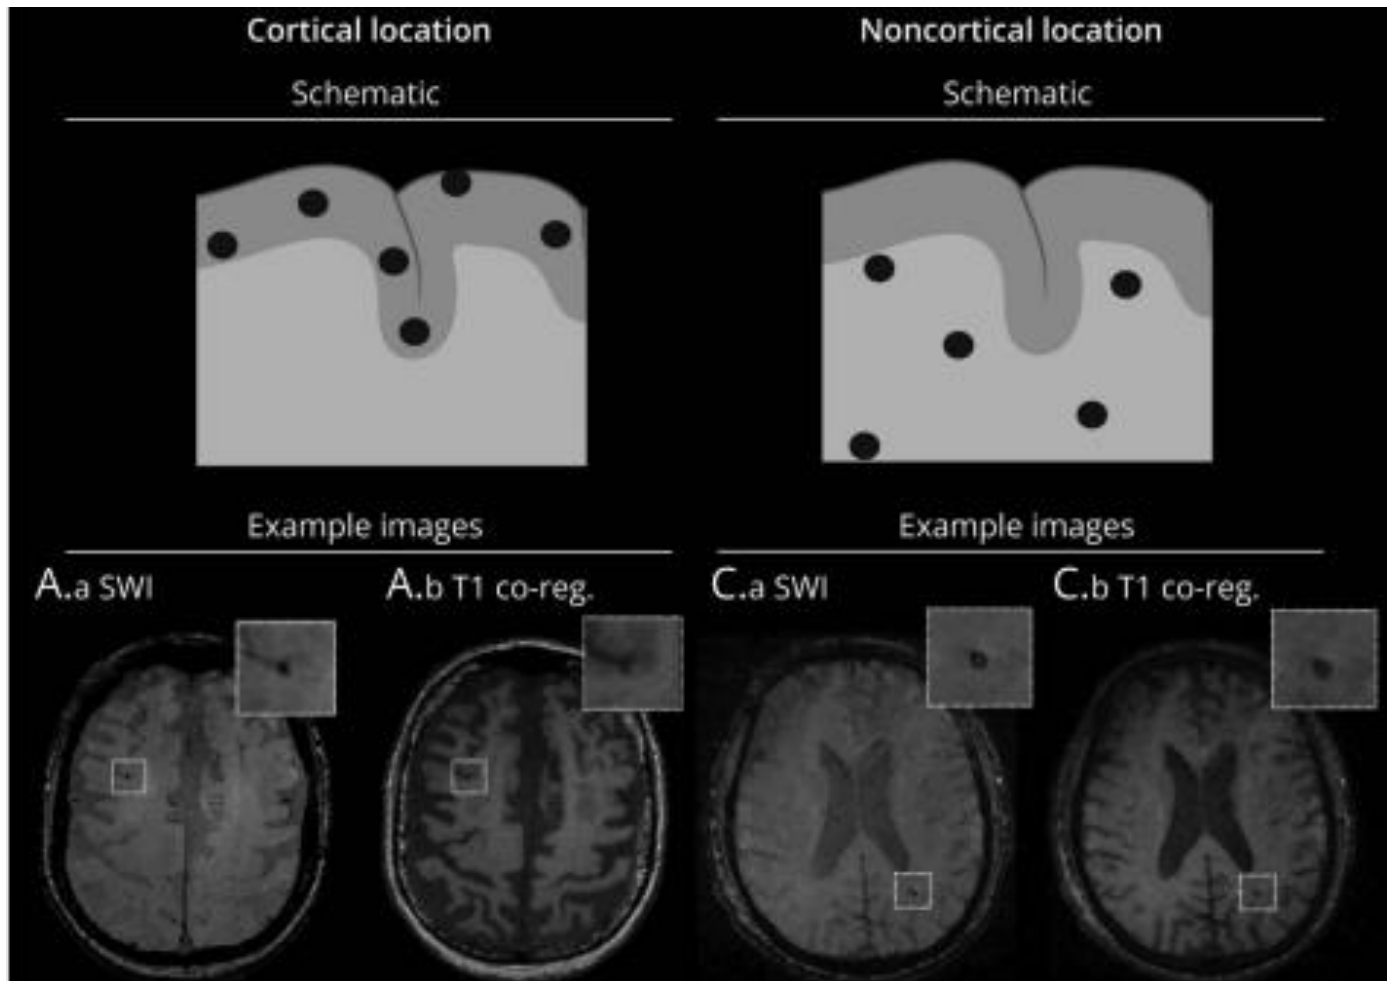 Cortical location
Noncortical location
Schematic
Schematic
Example images
Example images
A.a SWI
A.b T1 co-reg.
C.a SWI
C.b T1 co-reg.